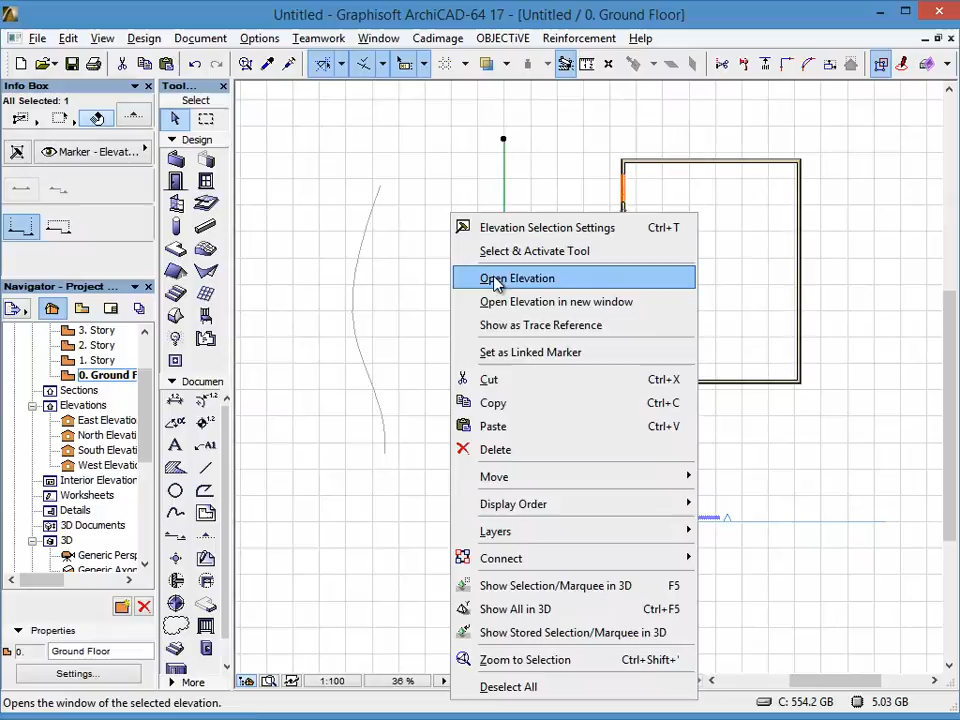 Untitled - Graphisoft ArchiCAD-64 17 - [Untitled / 0. Ground Floor]
File Edit View Design Document Options Teamwork Window Cadimage OBJECTiVE Reinforcement Help
Info Box
All Selected: 1
Marker - Elevat...
Tool...
Select
Design
Documen
More
Navigator - Project...
3. Story
2. Story
1. Story
0. Ground F
Sections
Elevations
East Elevatio
North Elevati
South Elevati
West Elevatio
Interior Elevation
Worksheets
Details
3D Documents
3D
Generic Persp
Generic Axono
Properties
0.
Ground Floor
Settings...
Elevation Selection Settings Ctrl+T
Select & Activate Tool
Open Elevation
Open Elevation in new window
Show as Trace Reference
Set as Linked Marker
Cut Ctrl+X
Copy Ctrl+C
Paste Ctrl+V
Delete
Move
Display Order
Layers
Connect
Show Selection/Marquee in 3D F5
Show All in 3D Ctrl+F5
Show Stored Selection/Marquee in 3D
Zoom to Selection Ctrl+Shift+'
Deselect All
1:100
36 %
Opens the window of the selected elevation.
C: 554.2 GB
5.03 GB